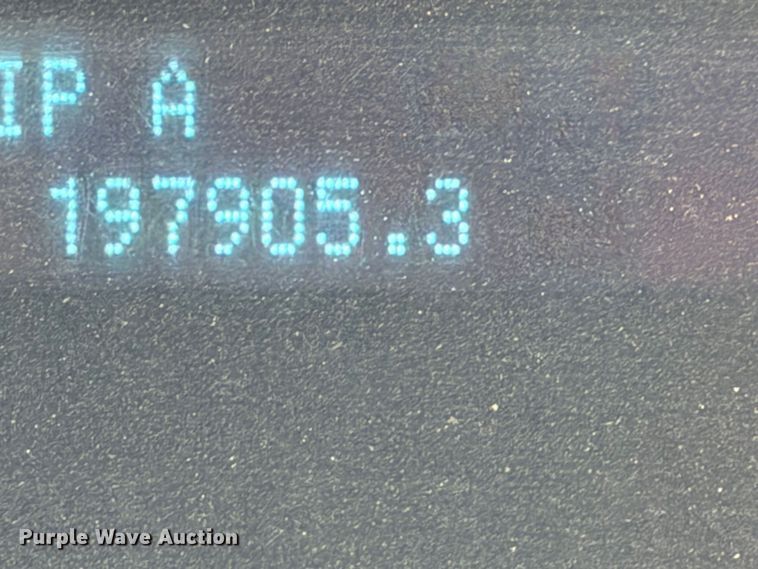 IP A
197905.3
Purple Wave Auction